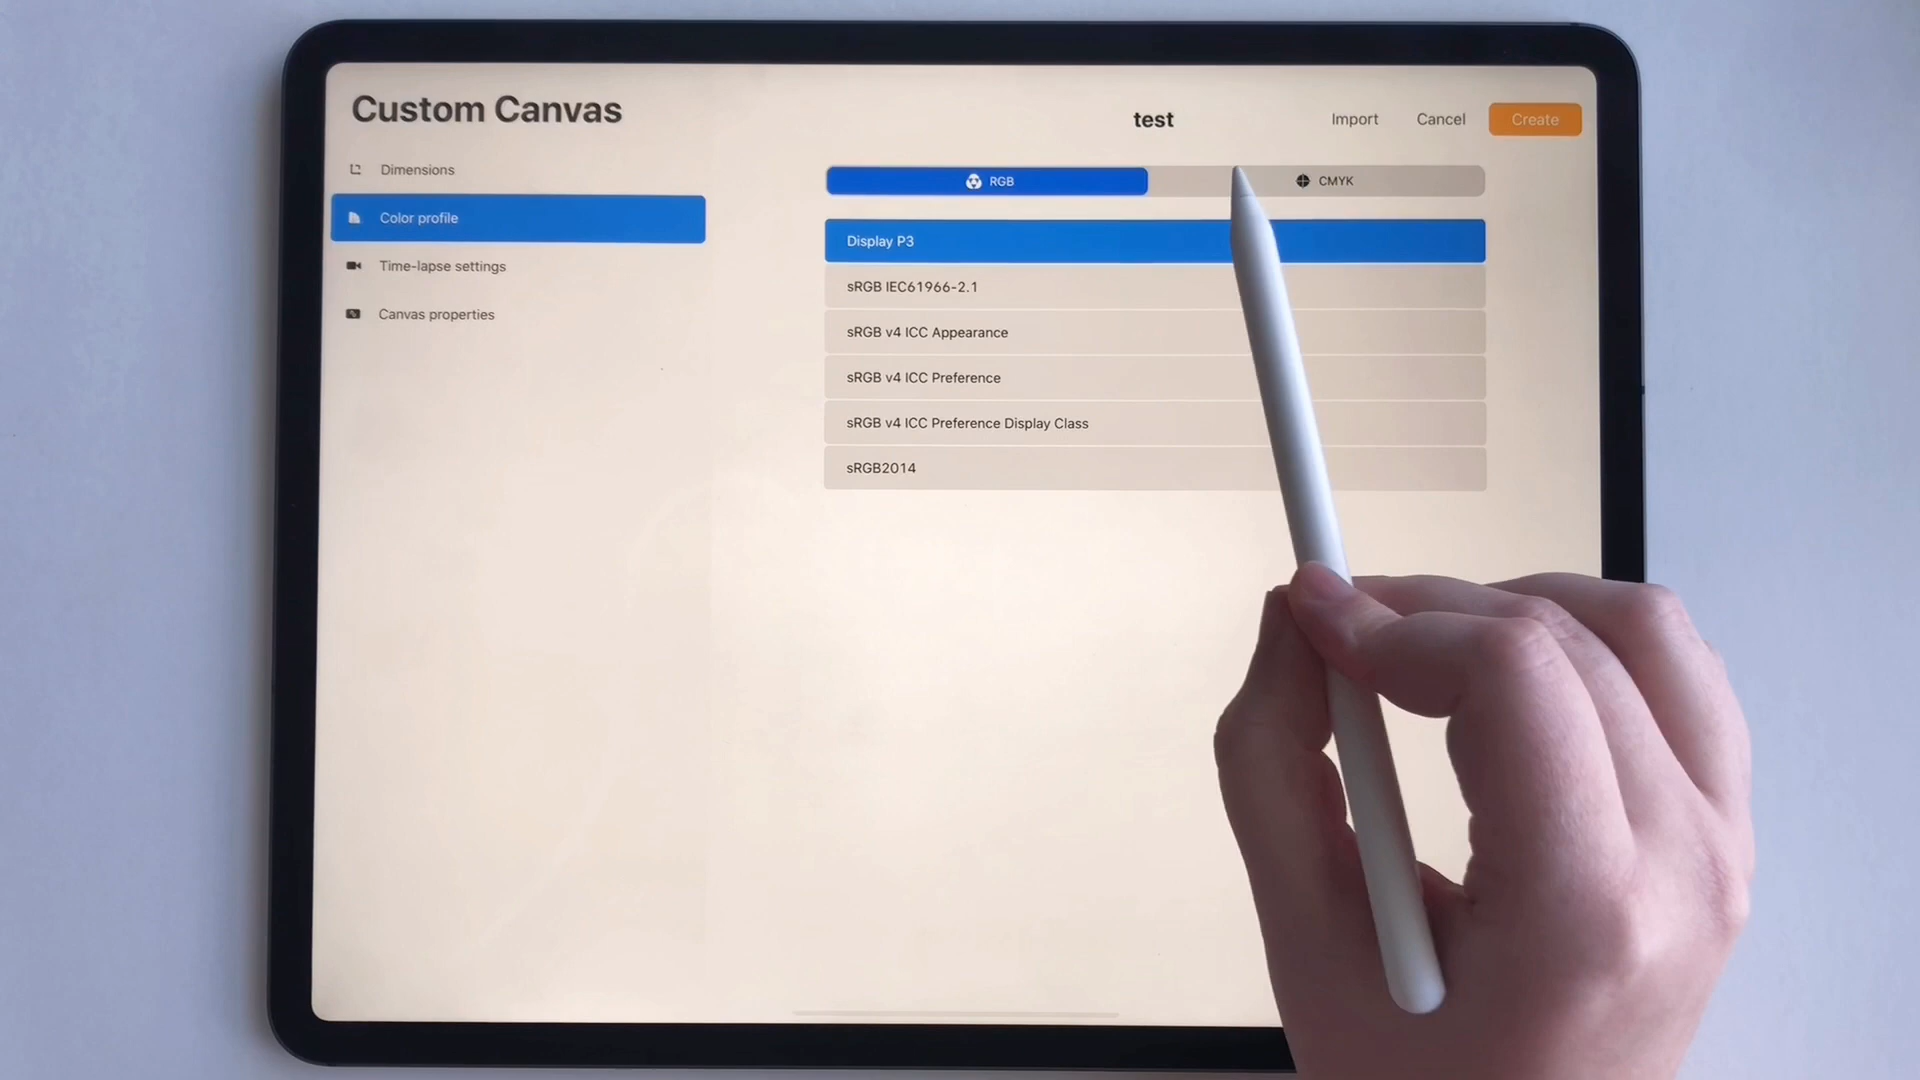 Custom Canvas
test
Import
Cancel
Create
Dimensions
Color profile
Time-lapse settings
Canvas properties
RGB
CMYK
Display P3
sRGB IEC61966-2.1
sRGB v4 ICC Appearance
sRGB v4 ICC Preference
sRGB v4 ICC Preference Display Class
sRGB2014